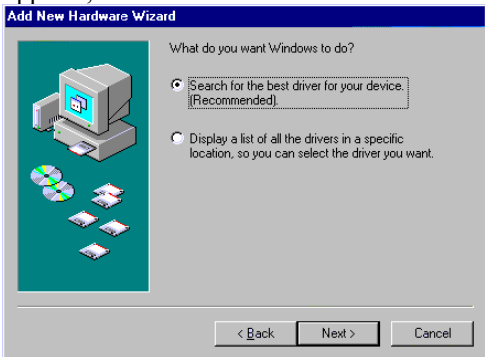 Add New Hardware Wizard
What do you want Windows to do?
Search for the best driver for your device.
(Recommended).
Display a list of all the drivers in a specific
location, so you can select the driver you want.
< Back
Next >
Cancel